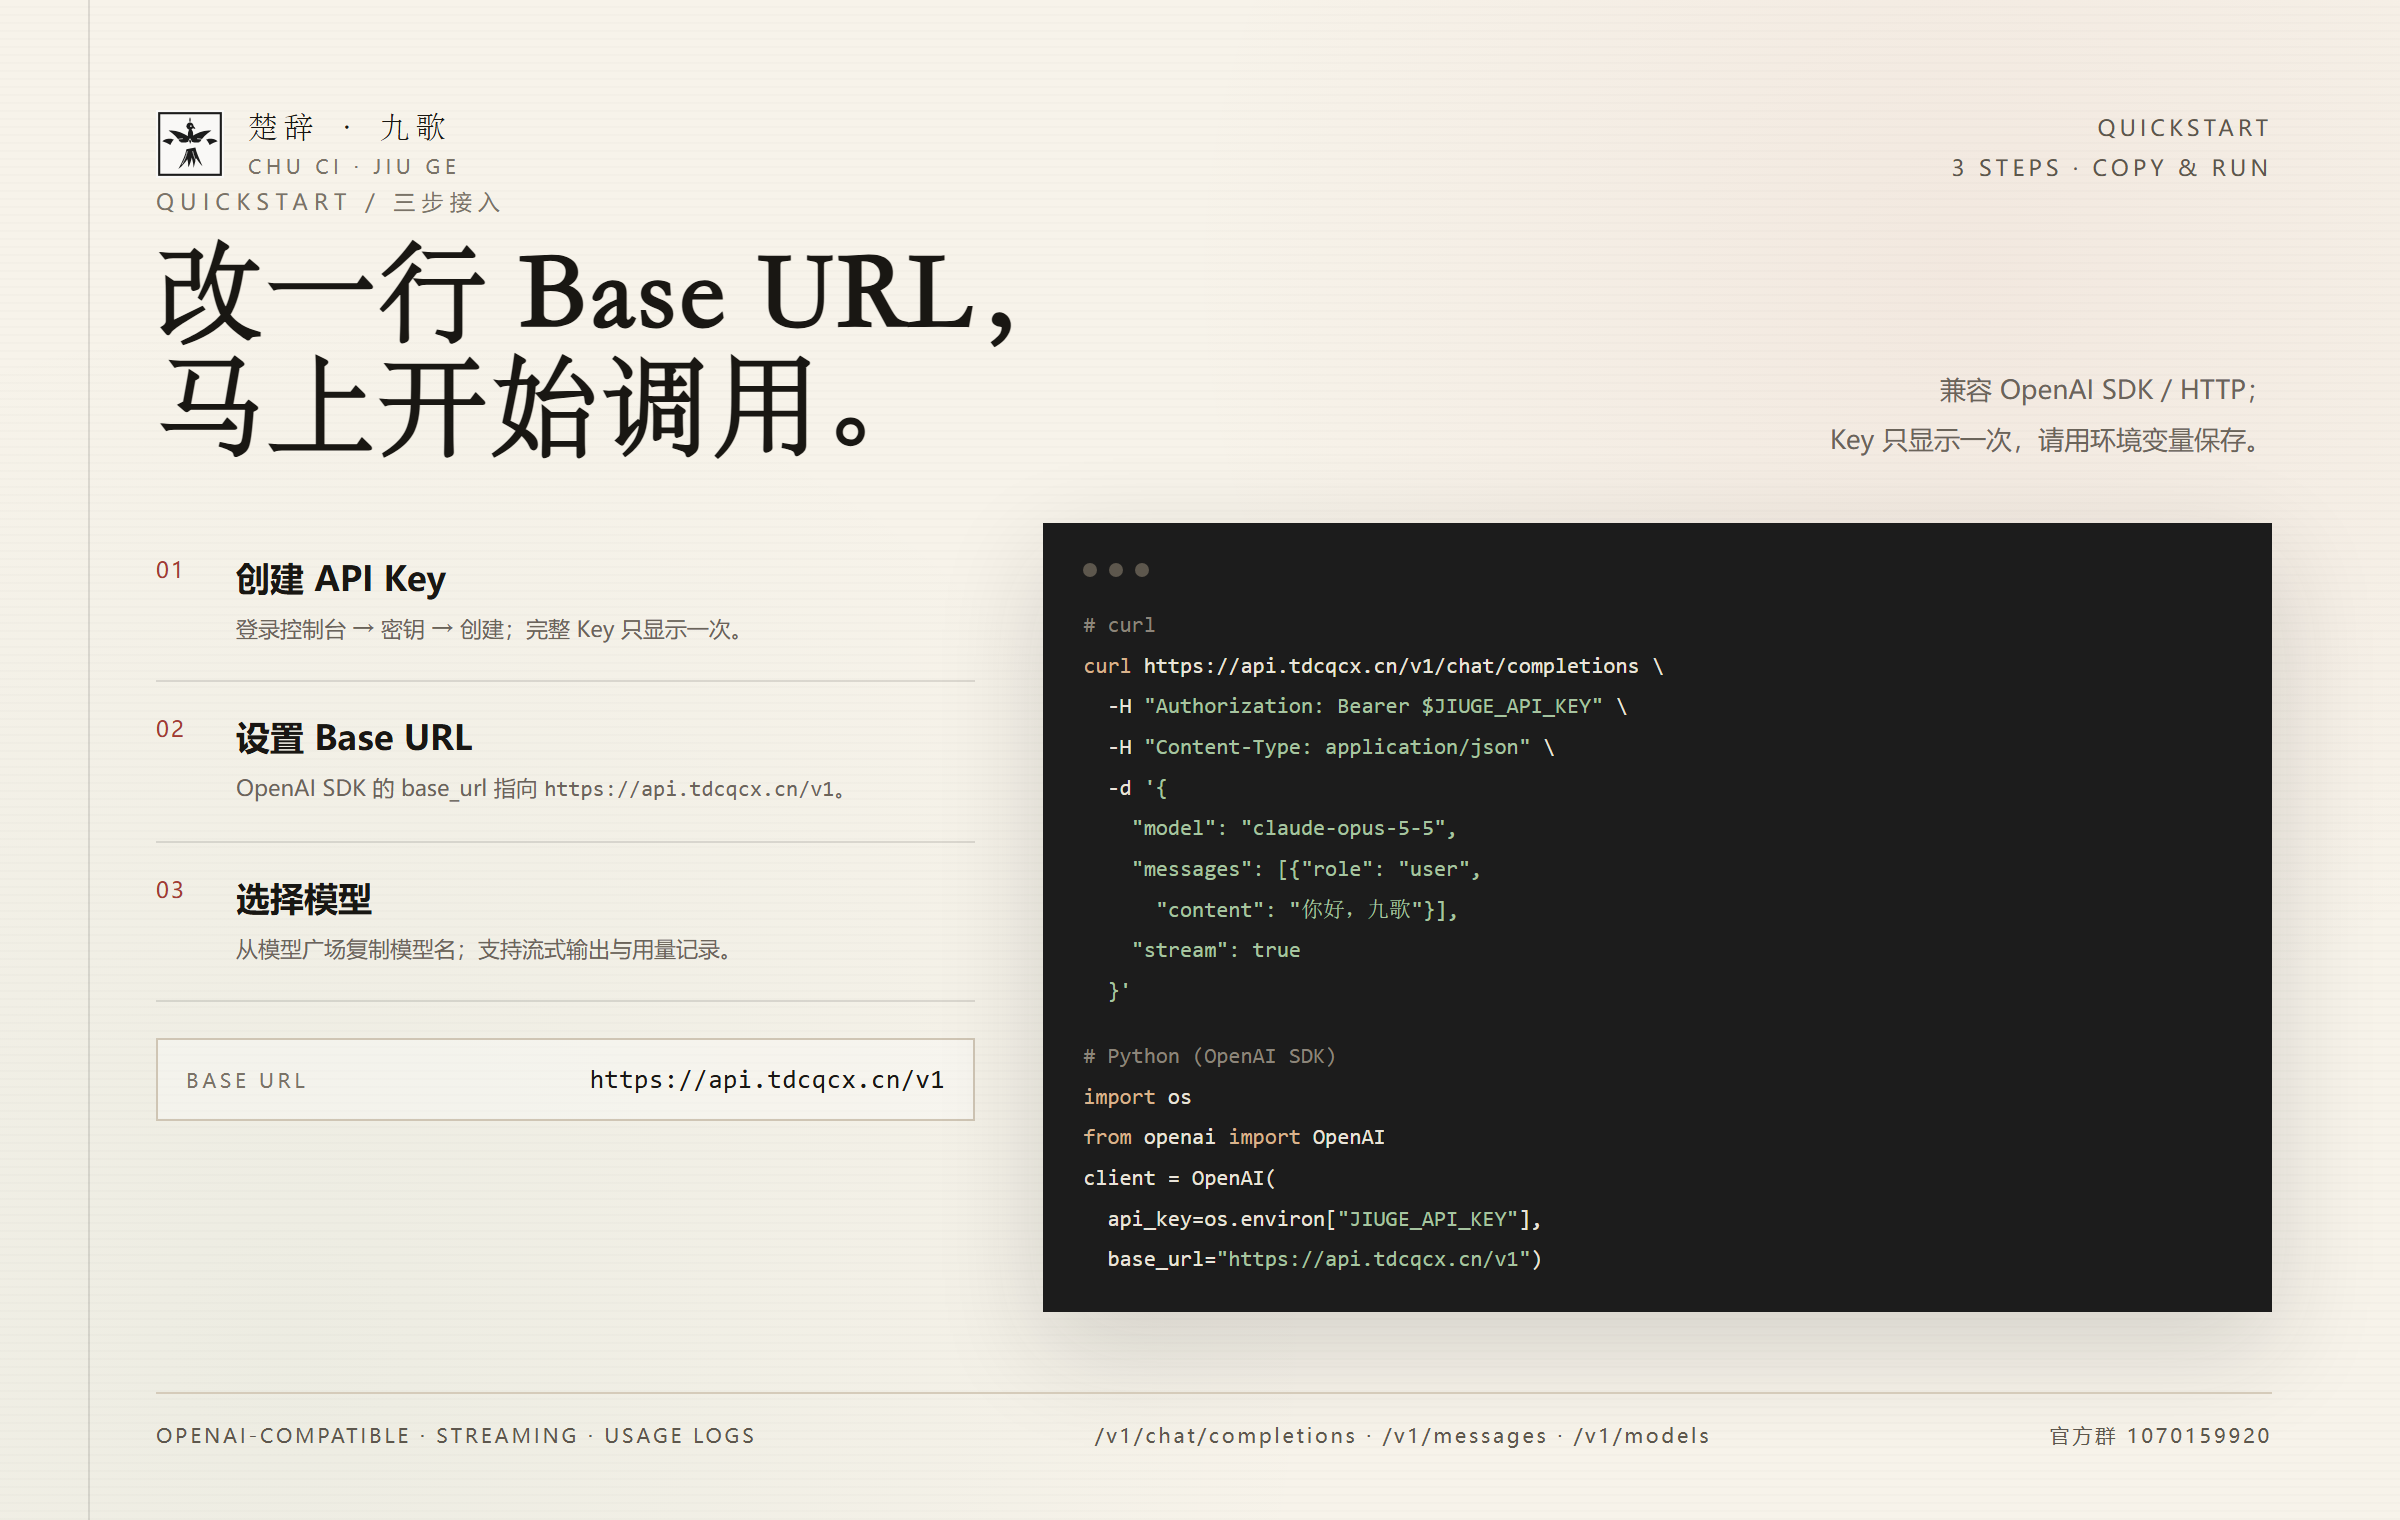 楚辞 · 九歌
CHU CI · JIU GE
QUICKSTART / 三步接入
QUICKSTART
3 STEPS · COPY & RUN
改一行 Base URL，
马上开始调用。
兼容 OpenAI SDK / HTTP；
Key 只显示一次，请用环境变量保存。
01
创建 API Key
登录控制台 → 密钥 → 创建；完整 Key 只显示一次。
02
设置 Base URL
OpenAI SDK 的 base_url 指向 https://api.tdcqcx.cn/v1。
03
选择模型
从模型广场复制模型名；支持流式输出与用量记录。
BASE URL https://api.tdcqcx.cn/v1
# curl
curl https://api.tdcqcx.cn/v1/chat/completions \
  -H "Authorization: Bearer $JIUGE_API_KEY" \
  -H "Content-Type: application/json" \
  -d '{
    "model": "claude-opus-5-5",
    "messages": [{"role": "user",
      "content": "你好，九歌"}],
    "stream": true
  }'
# Python (OpenAI SDK)
import os
from openai import OpenAI
client = OpenAI(
  api_key=os.environ["JIUGE_API_KEY"],
  base_url="https://api.tdcqcx.cn/v1")
OPENAI-COMPATIBLE · STREAMING · USAGE LOGS
/v1/chat/completions · /v1/messages · /v1/models
官方群 1070159920